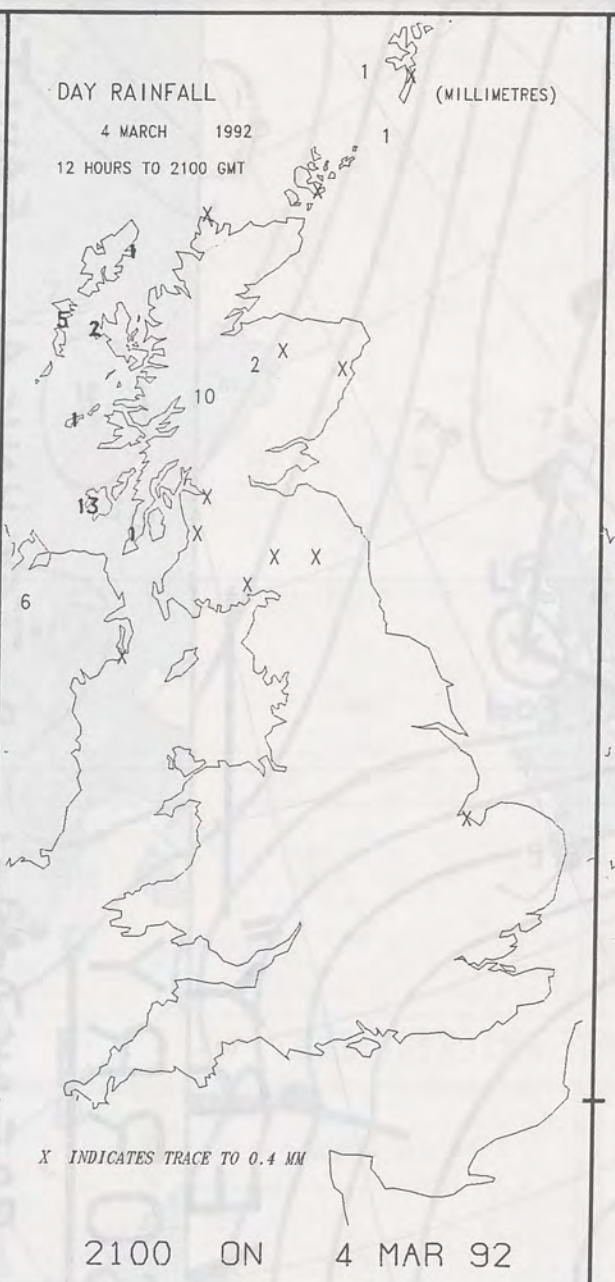 DAY RAINFALL (MILLIMETRES)
4 MARCH 1992
12 HOURS TO 2100 GMT
1
X
1
X
X
1
5
2
X
2
X
10
1
13
X
1
X
X
X
X
6
X
X
X INDICATES TRACE TO 0.4 MM
2100 ON 4 MAR 92